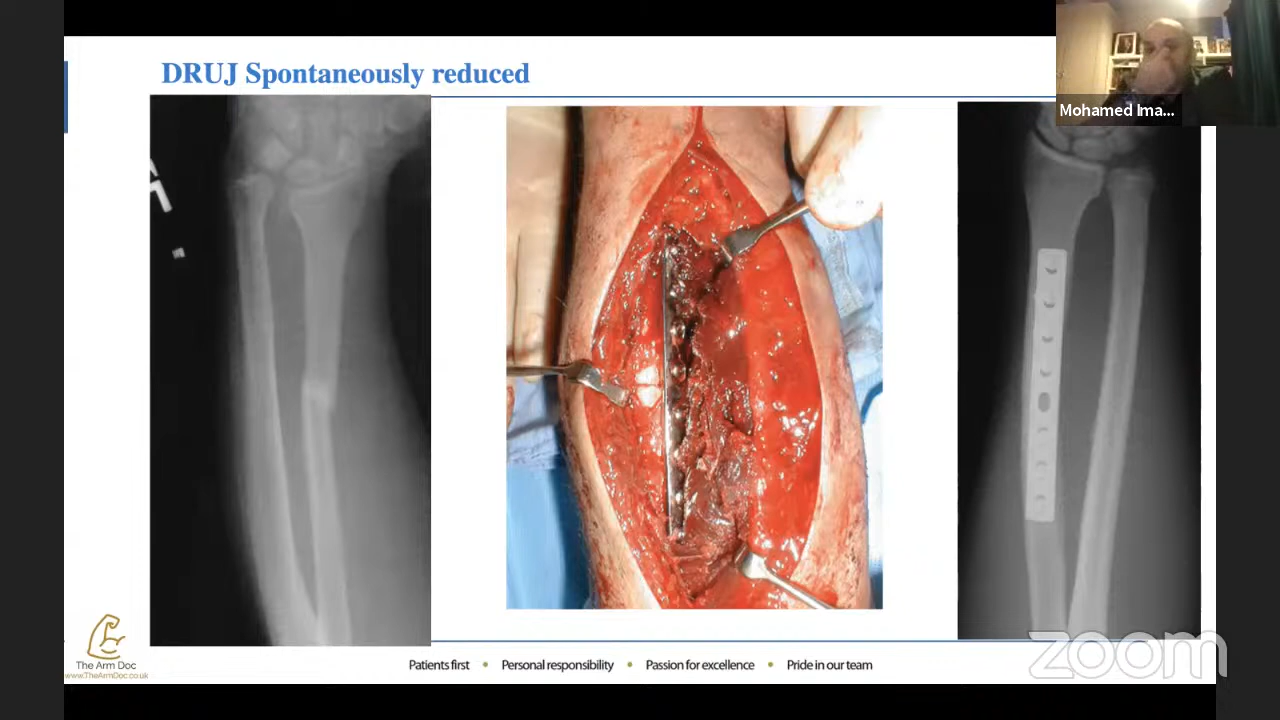 DRUJ Spontaneously reduced
Mohamed Ima...
The Arm Doc
www.TheArmDoc.co.uk
Patients first • Personal responsibility • Passion for excellence • Pride in our team
zoom